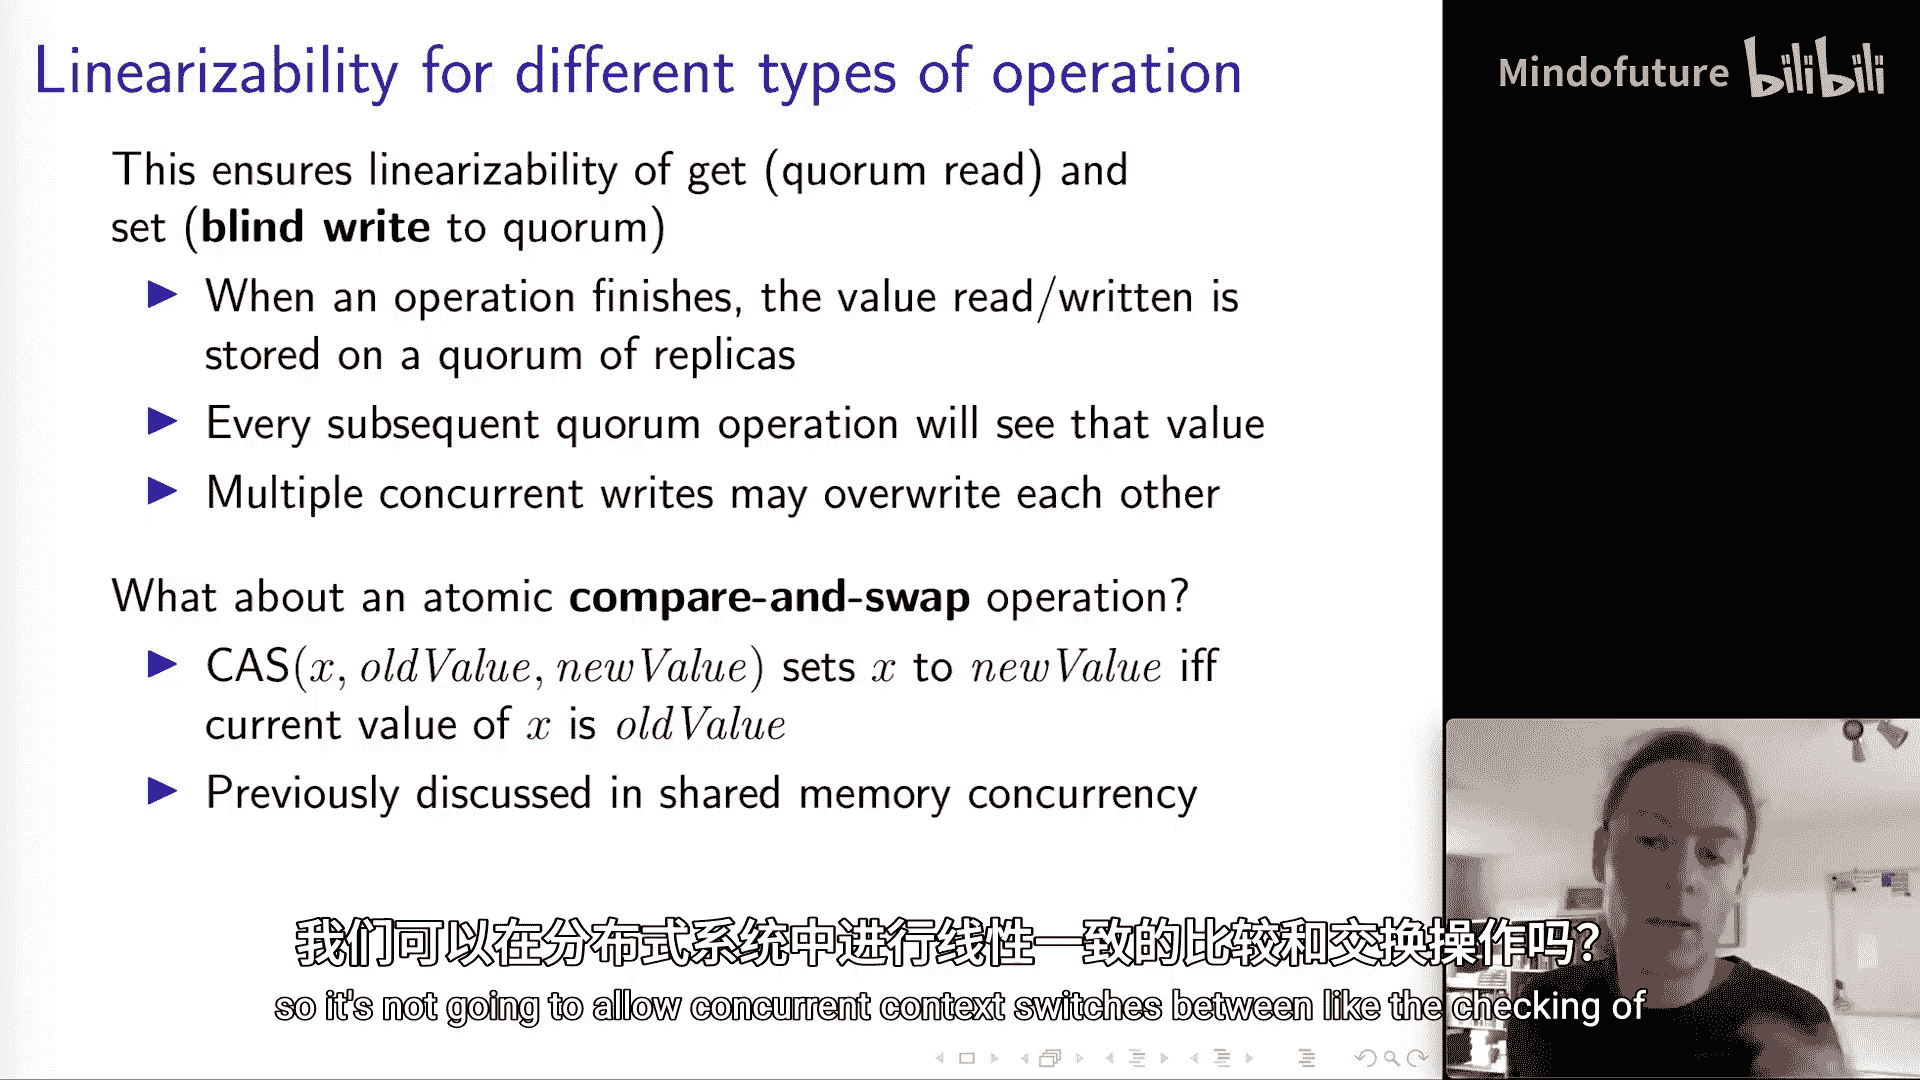 Linearizability for different types of operation
Mindofuture bilibili
This ensures linearizability of get (quorum read) and
set (blind write to quorum)
▶ When an operation finishes, the value read/written is
stored on a quorum of replicas
▶ Every subsequent quorum operation will see that value
▶ Multiple concurrent writes may overwrite each other
What about an atomic compare-and-swap operation?
▶ CAS(x, oldValue, newValue) sets x to newValue iff
current value of x is oldValue
▶ Previously discussed in shared memory concurrency
我们可以在分布式系统中进行线性一致的比较和交换操作吗?
so it's not going to allow concurrent context switches between like the checking of